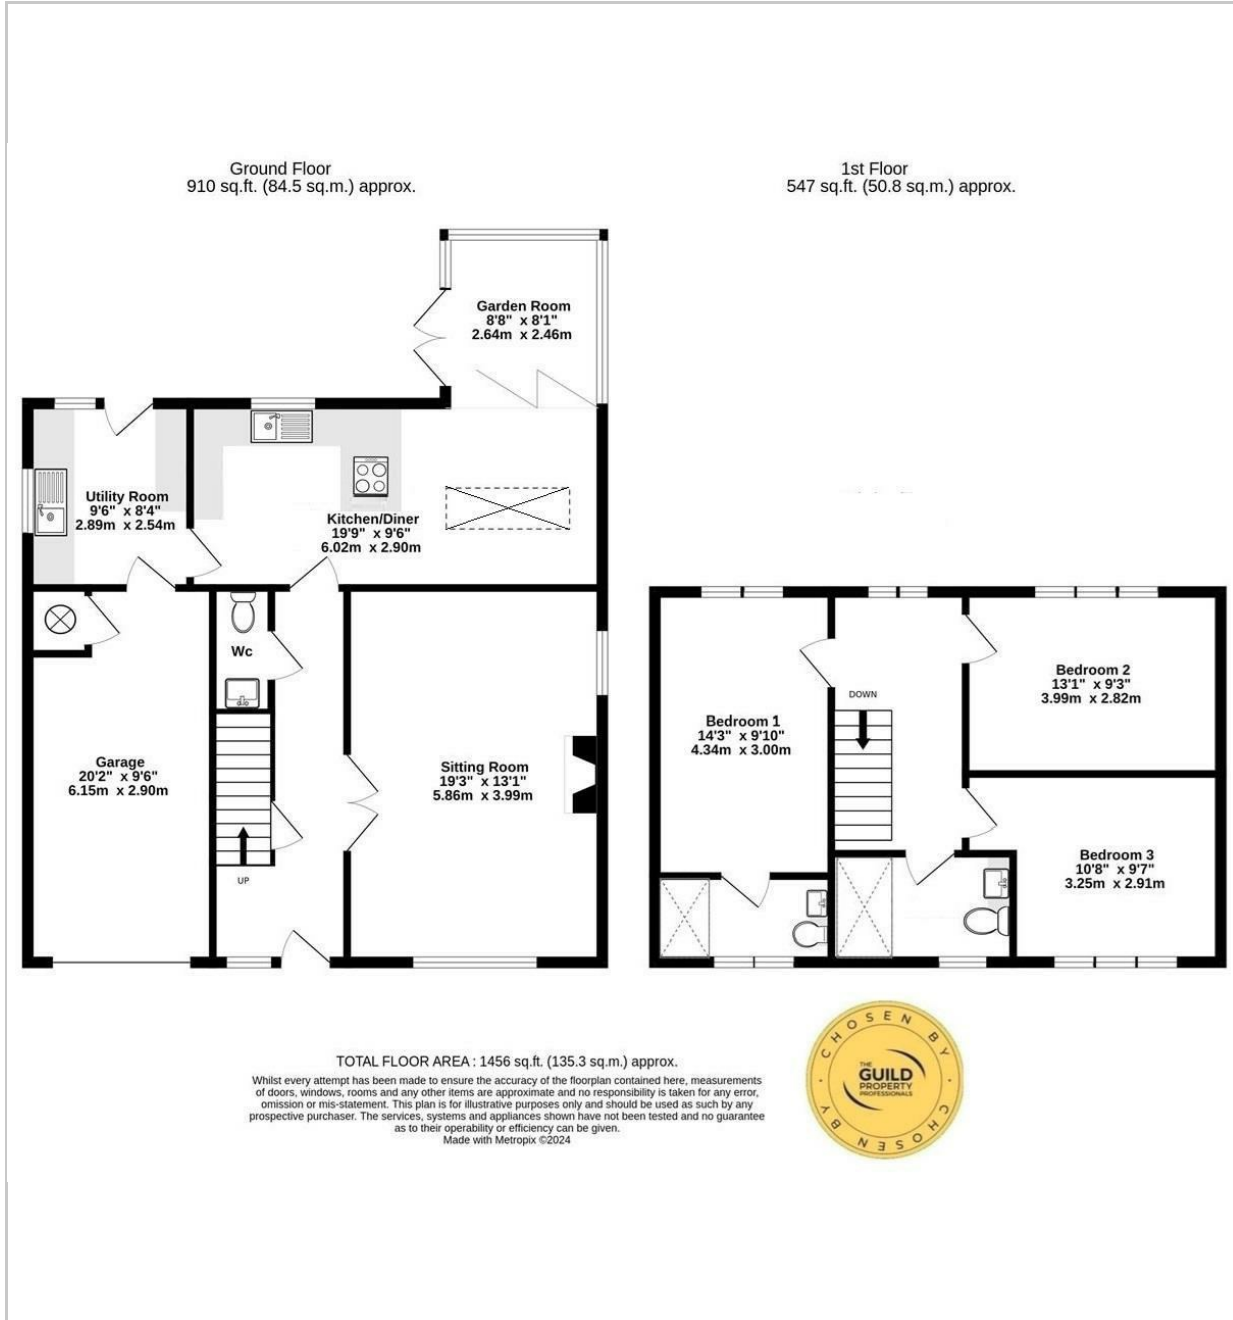 Ground Floor
910 sq.ft. (84.5 sq.m.) approx.
1st Floor
547 sq.ft. (50.8 sq.m.) approx.
Garden Room
8'8" x 8'1"
2.64m x 2.46m
Utility Room
9'6" x 8'4"
2.89m x 2.54m
Kitchen/Diner
19'9" x 9'6"
6.02m x 2.90m
Wc
Garage
20'2" x 9'6"
6.15m x 2.90m
Sitting Room
19'3" x 13'1"
5.86m x 3.99m
UP
Bedroom 1
14'3" x 9'10"
4.34m x 3.00m
DOWN
Bedroom 2
13'1" x 9'3"
3.99m x 2.82m
Bedroom 3
10'8" x 9'7"
3.25m x 2.91m
TOTAL FLOOR AREA : 1456 sq.ft. (135.3 sq.m.) approx.
Whilst every attempt has been made to ensure the accuracy of the floorplan contained here, measurements
of doors, windows, rooms and any other items are approximate and no responsibility is taken for any error,
omission or mis-statement. This plan is for illustrative purposes only and should be used as such by any
prospective purchaser. The services, systems and appliances shown have not been tested and no guarantee
as to their operability or efficiency can be given.
Made with Metropix ©2024
CHOSEN BY
THE
GUILD
PROPERTY
PROFESSIONALS
CHOSEN BY